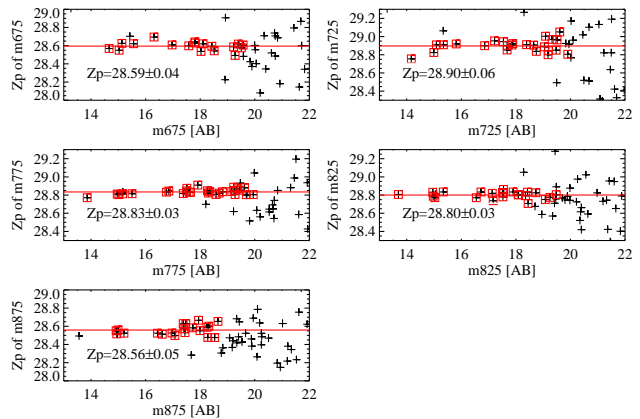 29.0
28.8
28.6
28.4
28.2
28.0
Zp of m675
Zp=28.59±0.04
14 16 18 20 22
m675 [AB]
29.2
29.0
28.8
28.6
28.4
Zp of m725
Zp=28.90±0.06
14 16 18 20 22
m725 [AB]
29.2
29.0
28.8
28.6
28.4
Zp of m775
Zp=28.83±0.03
14 16 18 20 22
m775 [AB]
29.2
29.0
28.8
28.6
28.4
Zp of m825
Zp=28.80±0.03
14 16 18 20 22
m825 [AB]
29.0
28.8
28.6
28.4
28.2
28.0
Zp of m875
Zp=28.56±0.05
14 16 18 20 22
m875 [AB]